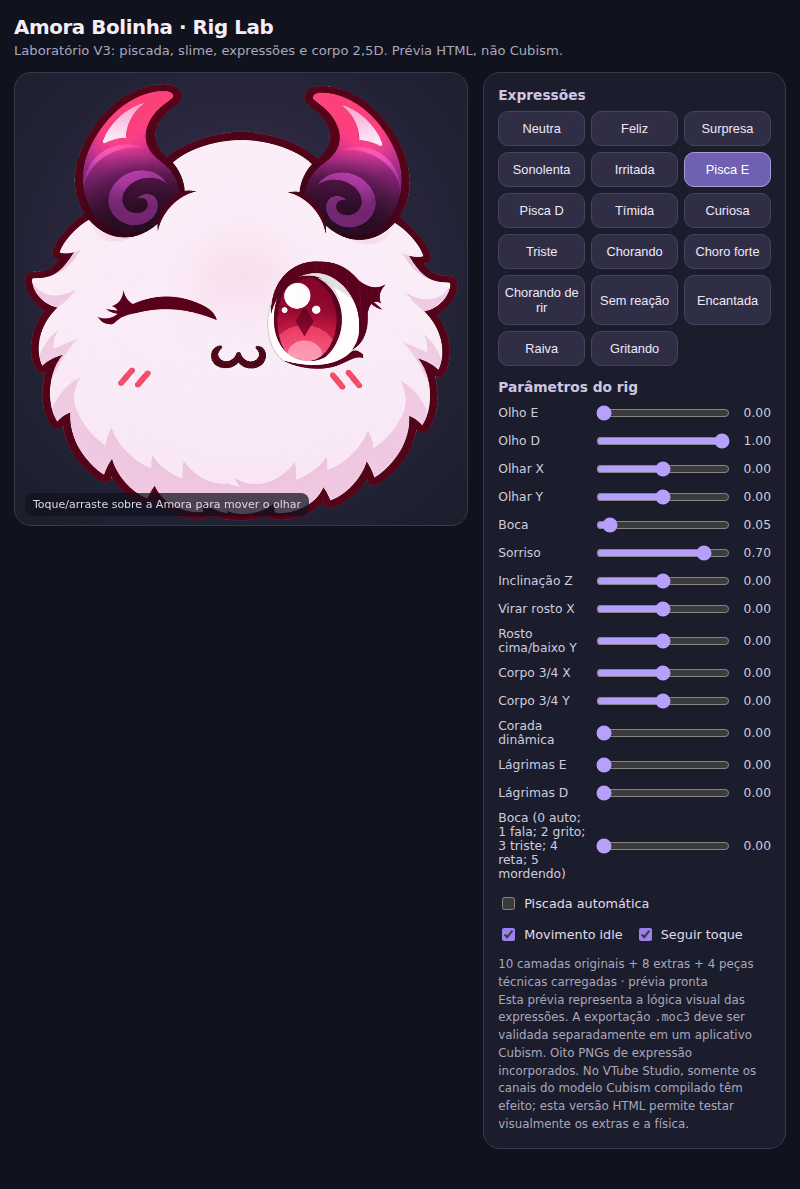 Amora Bolinha · Rig Lab
Laboratório V3: piscada, slime, expressões e corpo 2,5D. Prévia HTML, não Cubism.
Toque/arraste sobre a Amora para mover o olhar
Expressões
Neutra
Feliz
Surpresa
Sonolenta
Irritada
Pisca E
Pisca D
Tímida
Curiosa
Triste
Chorando
Choro forte
Chorando de
rir
Sem reação
Encantada
Raiva
Gritando
Parâmetros do rig
Olho E 0.00
Olho D 1.00
Olhar X 0.00
Olhar Y 0.00
Boca 0.05
Sorriso 0.70
Inclinação Z 0.00
Virar rosto X 0.00
Rosto
cima/baixo Y 0.00
Corpo 3/4 X 0.00
Corpo 3/4 Y 0.00
Corada
dinâmica 0.00
Lágrimas E 0.00
Lágrimas D 0.00
Boca (0 auto;
1 fala; 2 grito;
3 triste; 4 0.00
reta; 5
mordendo)
Piscada automática
Movimento idle Seguir toque
10 camadas originais + 8 extras + 4 peças
técnicas carregadas · prévia pronta
Esta prévia representa a lógica visual das
expressões. A exportação .moc3 deve ser
validada separadamente em um aplicativo
Cubism. Oito PNGs de expressão
incorporados. No VTube Studio, somente os
canais do modelo Cubism compilado têm
efeito; esta versão HTML permite testar
visualmente os extras e a física.